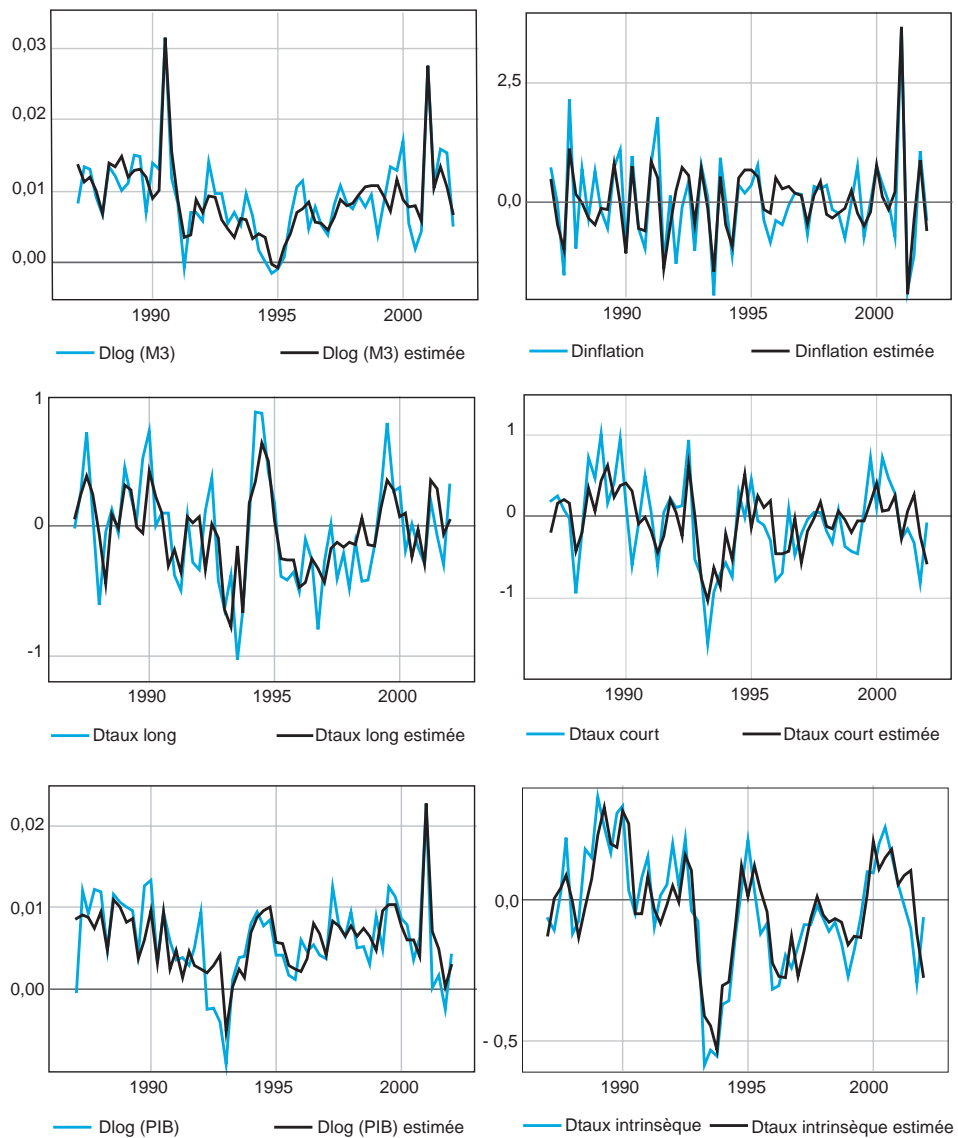 0,03
0,02
0,01
0,00
1990 1995 2000
Dlog (M3) Dlog (M3) estimée
2,5
0,0
1990 1995 2000
Dinflation Dinflation estimée
1
0
-1
1990 1995 2000
Dtaux long Dtaux long estimée
1
0
-1
1990 1995 2000
Dtaux court Dtaux court estimée
0,02
0,01
0,00
1990 1995 2000
Dlog (PIB) Dlog (PIB) estimée
0,0
- 0,5
1990 1995 2000
Dtaux intrinsèque Dtaux intrinsèque estimée